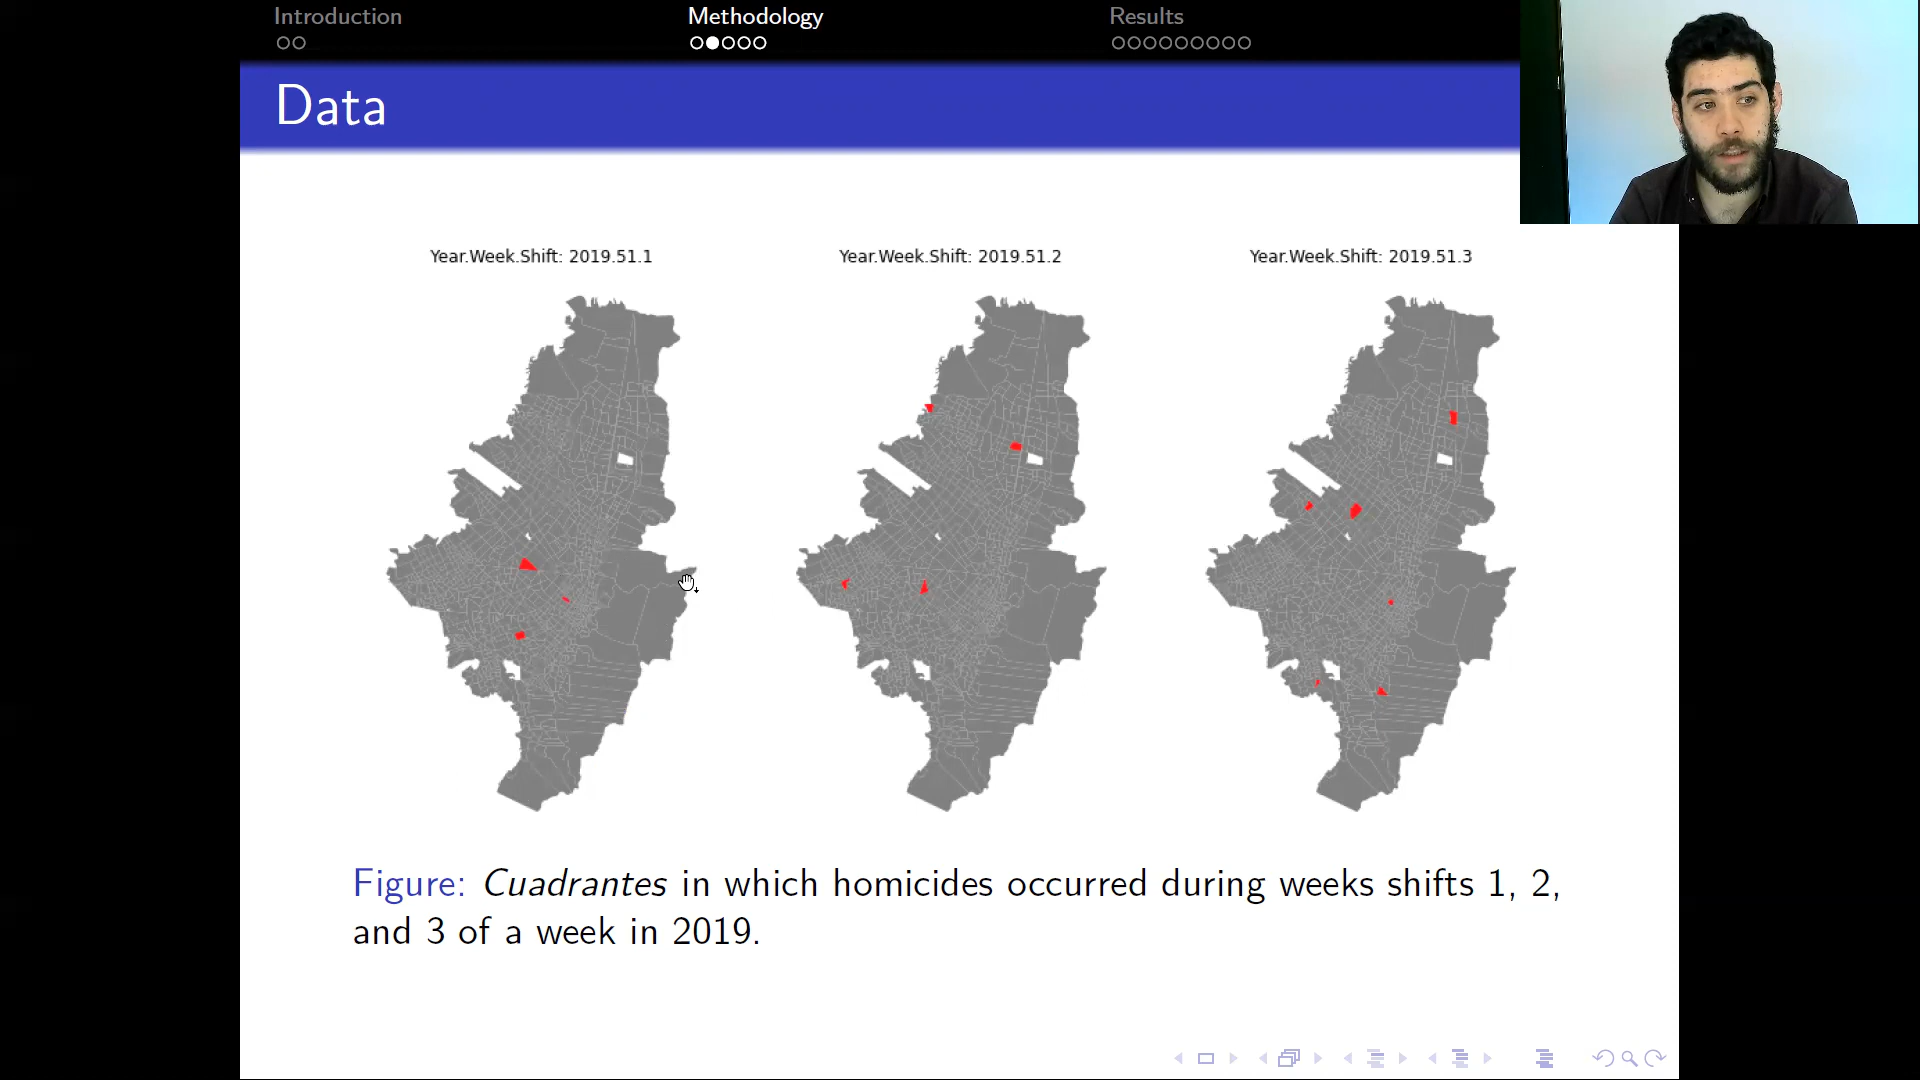 Introduction
Methodology
Results
Data
Year.Week.Shift: 2019.51.1
Year.Week.Shift: 2019.51.2
Year.Week.Shift: 2019.51.3
Figure: Cuadrantes in which homicides occurred during weeks shifts 1, 2,
and 3 of a week in 2019.